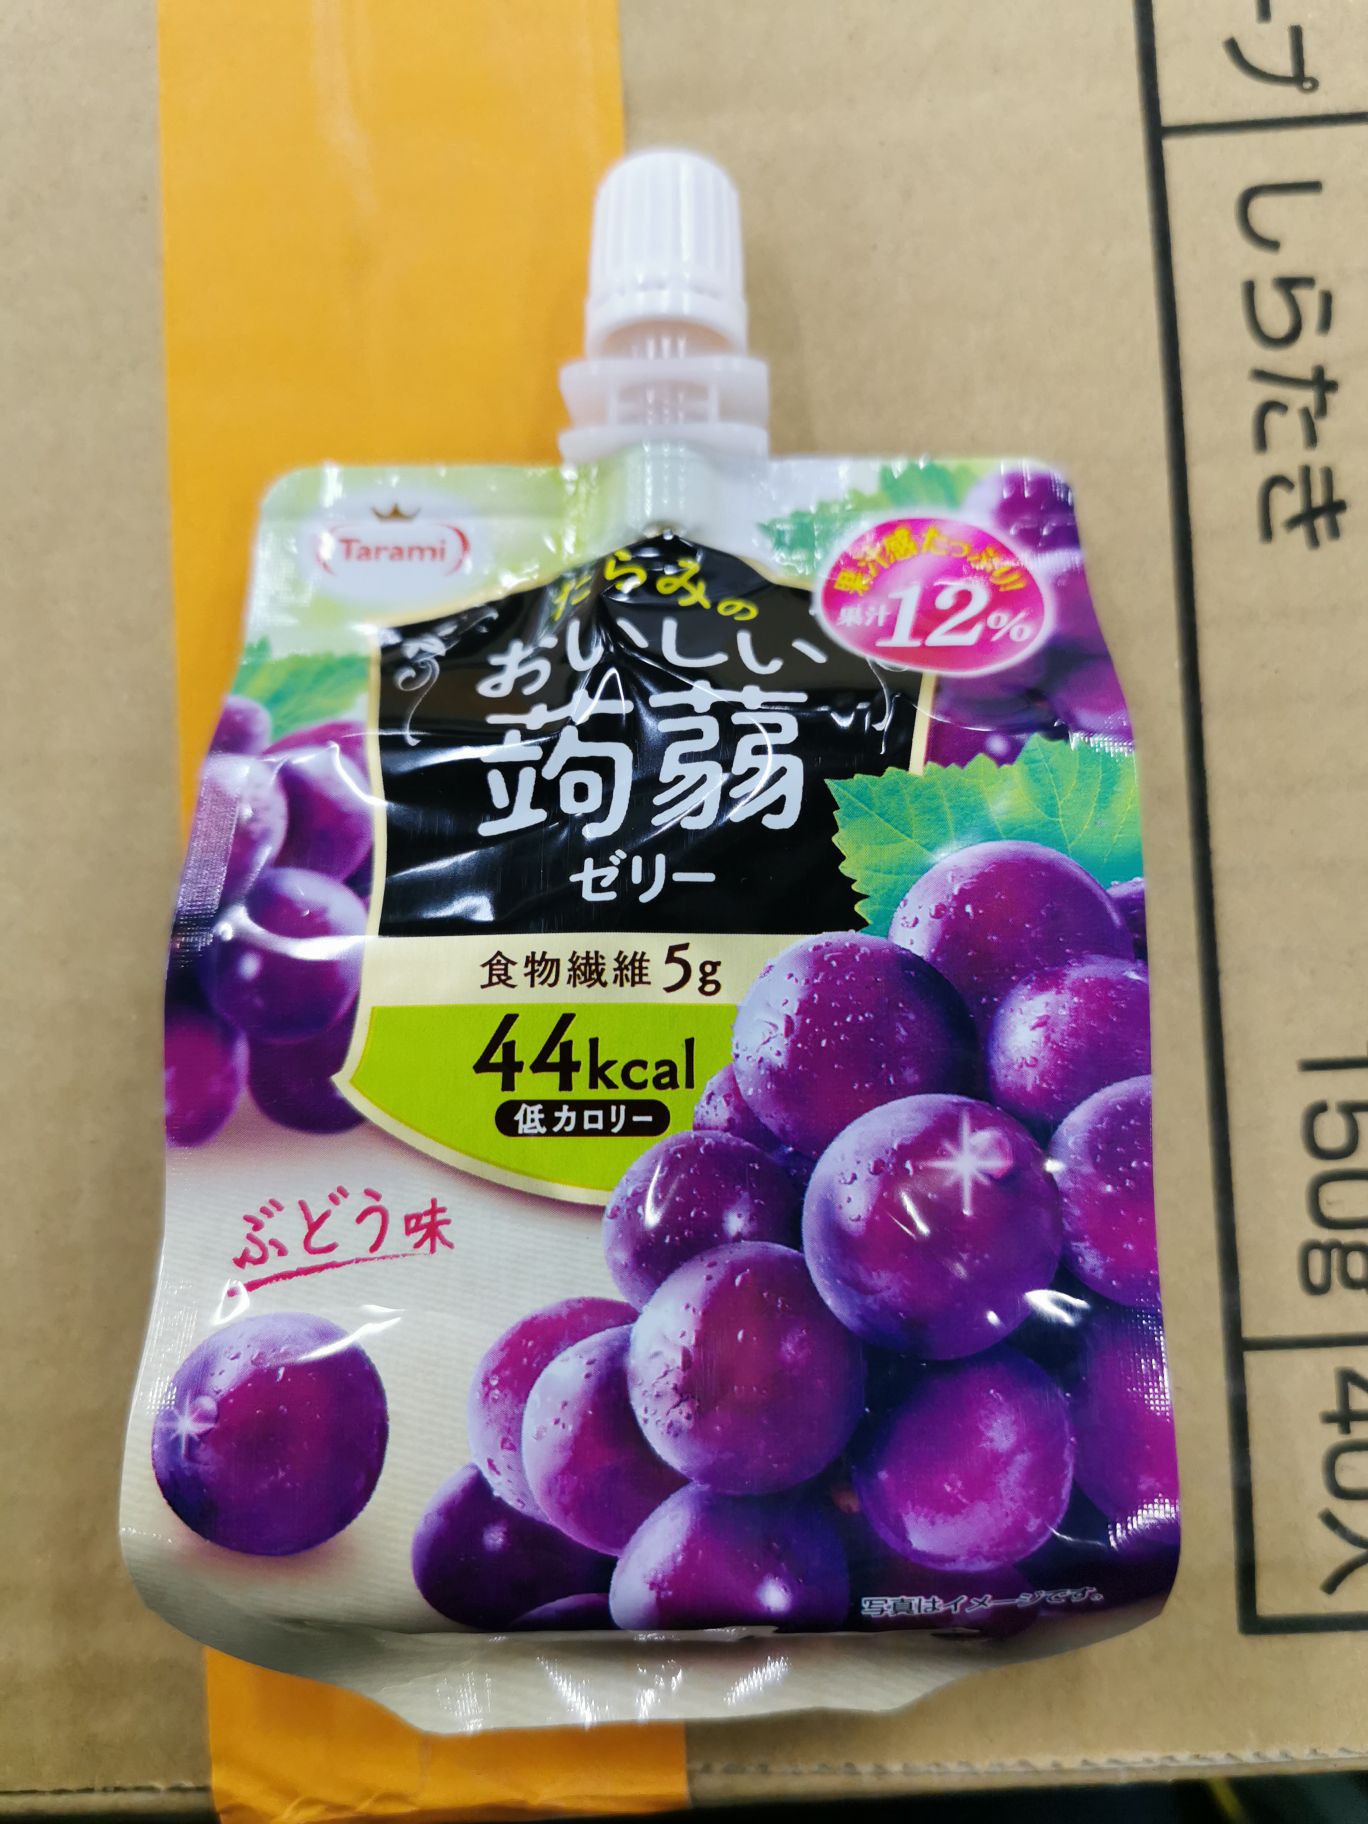 Tarami
果汁感たっぷり!
果汁12%
たらみの
おいしい
蒟蒻
ゼリー
食物繊維5g
44kcal
低カロリー
ぶどう味
写真はイメージです。
ープ
しらたき
150g
40入